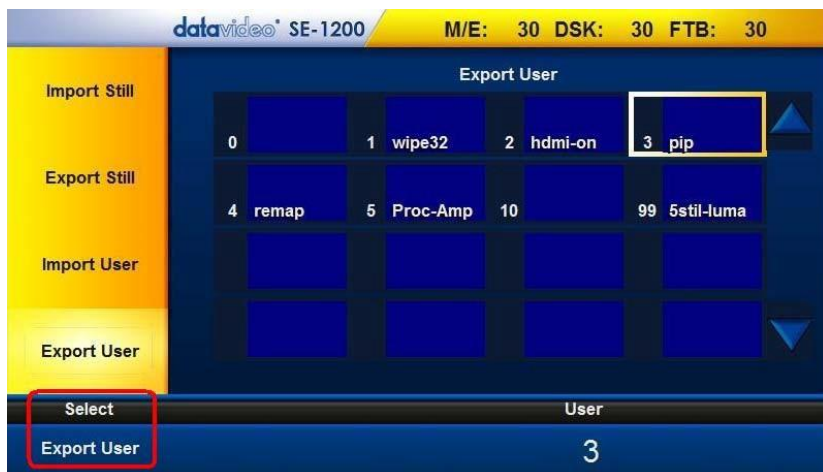 datavideo SE-1200 M/E: 30 DSK: 30 FTB: 30
Import Still
Export Still
Import User
Export User
Export User
0 1 wipe32 2 hdmi-on 3 pip
4 remap 5 Proc-Amp 10 99 5stil-luma
Select User
Export User 3